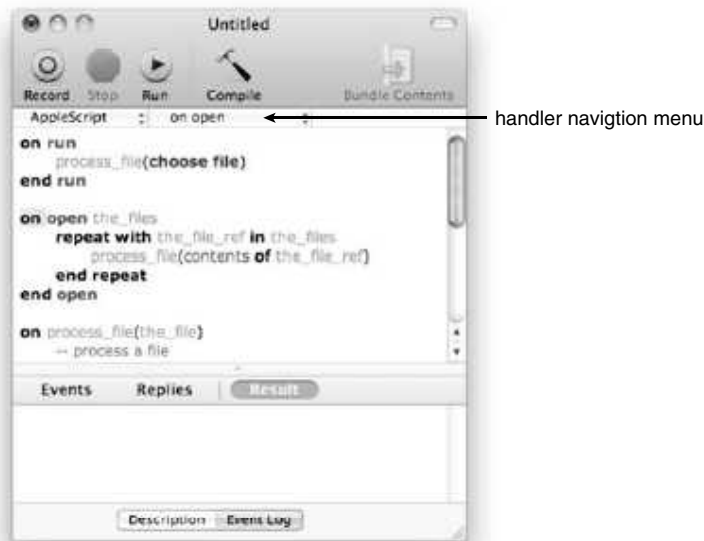 Untitled
Record Stop Run Compile Bundle Contents
AppleScript on open
handler navigtion menu
on run
process_file(choose file)
end run
on open the_files
repeat with the_file_ref in the_files
process_file(contents of the_file_ref)
end repeat
end open
on process_file(the_file)
-- process a file
Events Replies Result
Description Event Log